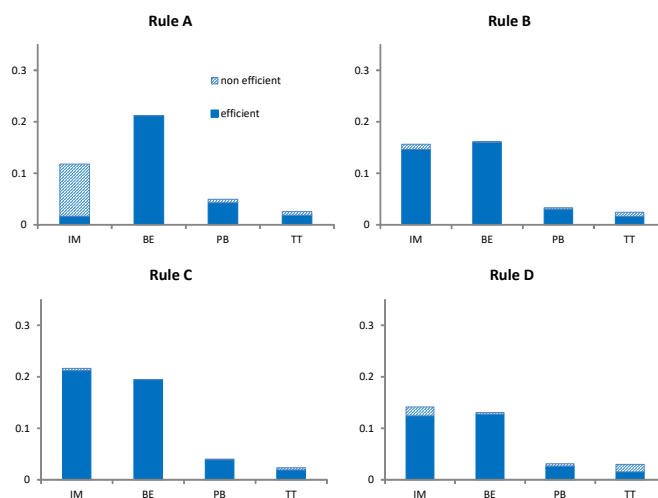 Rule A
0.3
0.2
0.1
0
non efficient
efficient
IM BE PB TT
Rule B
0.3
0.2
0.1
0
IM BE PB TT
Rule C
0.3
0.2
0.1
0
IM BE PB TT
Rule D
0.3
0.2
0.1
0
IM BE PB TT